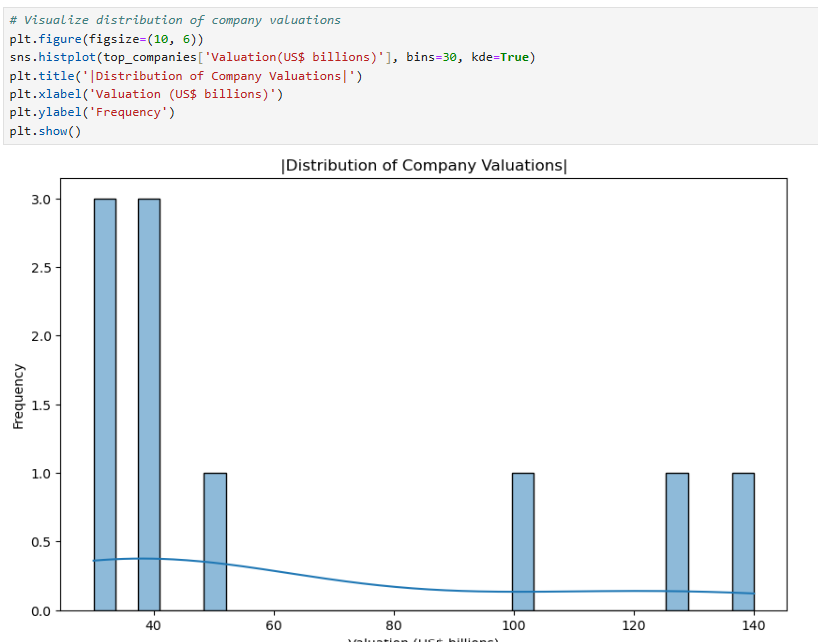 # Visualize distribution of company valuations
plt.figure(figsize=(10, 6))
sns.histplot(top_companies['Valuation(US$ billions)'], bins=30, kde=True)
plt.title('|Distribution of Company Valuations|')
plt.xlabel('Valuation (US$ billions)')
plt.ylabel('Frequency')
plt.show()
|Distribution of Company Valuations|
3.0
2.5
2.0
1.5
1.0
0.5
0.0
Frequency
40 60 80 100 120 140
Valuation (US$ billions)